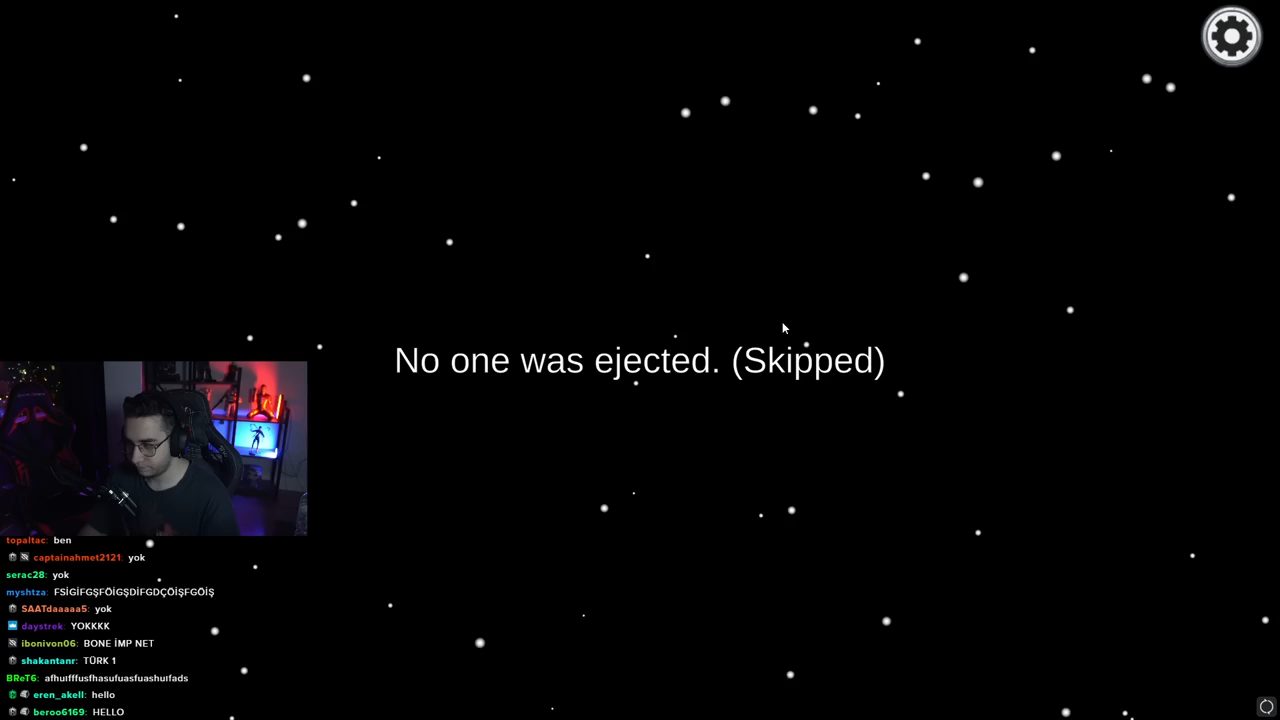 No one was ejected. (Skipped)
topaltac: ben
captainahmet2121: yok
serac28: yok
myshtza: FSİGİFGŞFÖİGŞDİFGDÇÖİŞFGÖİŞ
SAATdaaaaa5: yok
daystrek: YOKKKK
ibonivon06: BONE İMP NET
shakantanr: TÜRK 1
BReT6: afhuıfffusfhasufuasfuashuıfads
eren_akell: hello
beroo6169: HELLO